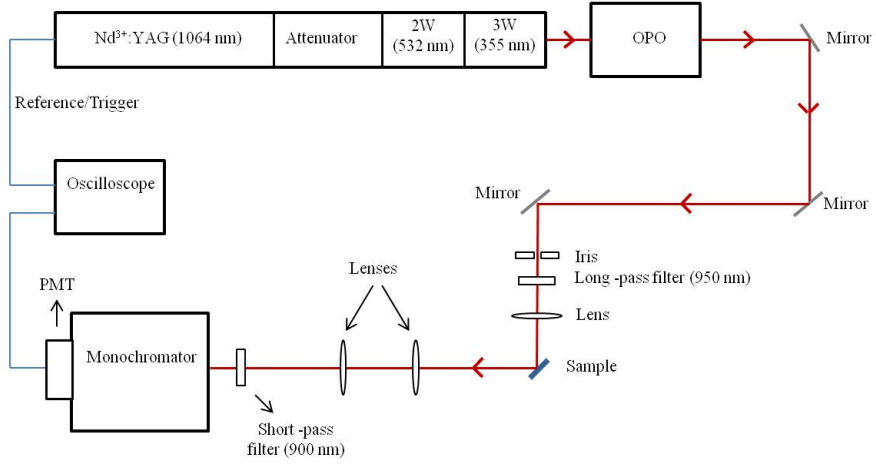 Nd³⁺:YAG (1064 nm)
Attenuator
2W
(532 nm)
3W
(355 nm)
OPO
Mirror
Reference/Trigger
Oscilloscope
Mirror
Mirror
Iris
Long -pass filter (950 nm)
Lenses
PMT
Lens
Monochromator
Sample
Short -pass
filter (900 nm)